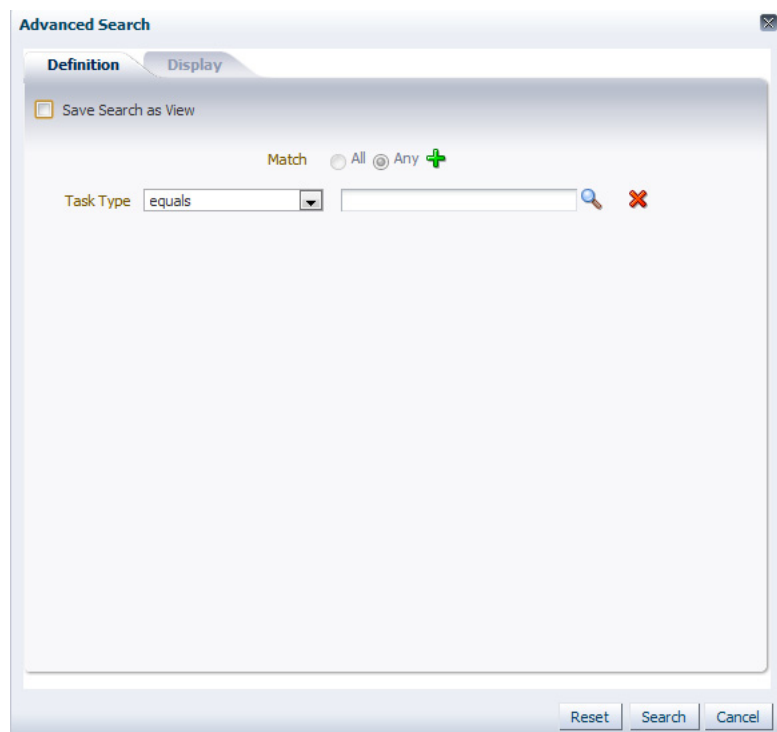 Advanced Search
Definition Display
Save Search as View
Match All Any
Task Type equals
Reset Search Cancel